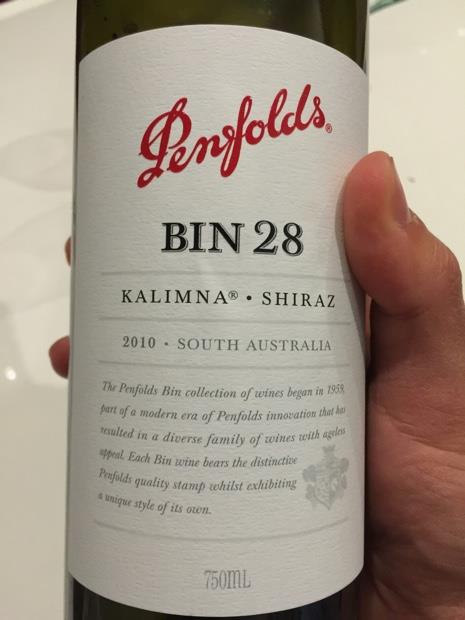 Penfolds®
BIN 28
KALIMNA® • SHIRAZ
2010 • SOUTH AUSTRALIA
The Penfolds Bin collection of wines began in 1959,
part of a modern era of Penfolds innovation that has
resulted in a diverse family of wines with ageless
appeal. Each Bin wine bears the distinctive
Penfolds quality stamp whilst exhibiting
a unique style of its own.
750ML